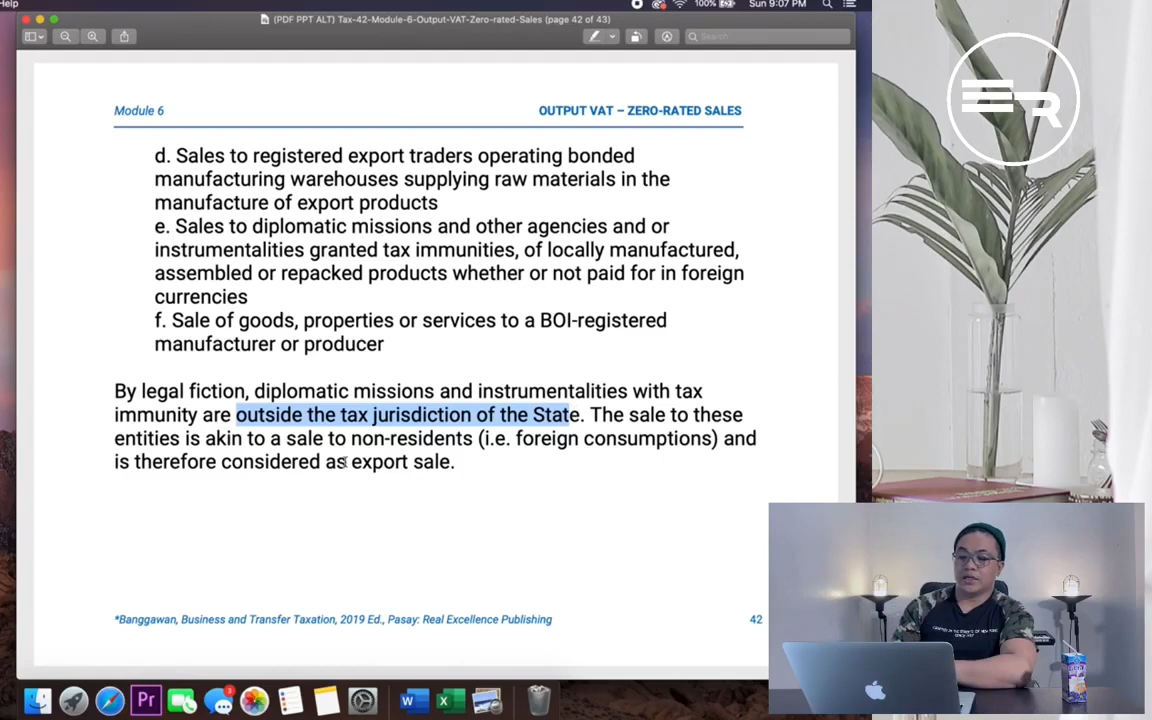 Help
100%
Sun 9:07 PM
(PDF PPT ALT) Tax-42-Module-6-Output-VAT-Zero-rated-Sales (page 42 of 43)
Search
ER
Module 6
OUTPUT VAT – ZERO-RATED SALES
d. Sales to registered export traders operating bonded
manufacturing warehouses supplying raw materials in the
manufacture of export products
e. Sales to diplomatic missions and other agencies and or
instrumentalities granted tax immunities, of locally manufactured,
assembled or repacked products whether or not paid for in foreign
currencies
f. Sale of goods, properties or services to a BOI-registered
manufacturer or producer
By legal fiction, diplomatic missions and instrumentalities with tax
immunity are outside the tax jurisdiction of the State. The sale to these
entities is akin to a sale to non-residents (i.e. foreign consumptions) and
is therefore considered as export sale.
*Banggawan, Business and Transfer Taxation, 2019 Ed., Pasay: Real Excellence Publishing
42
Pr
3
W
X